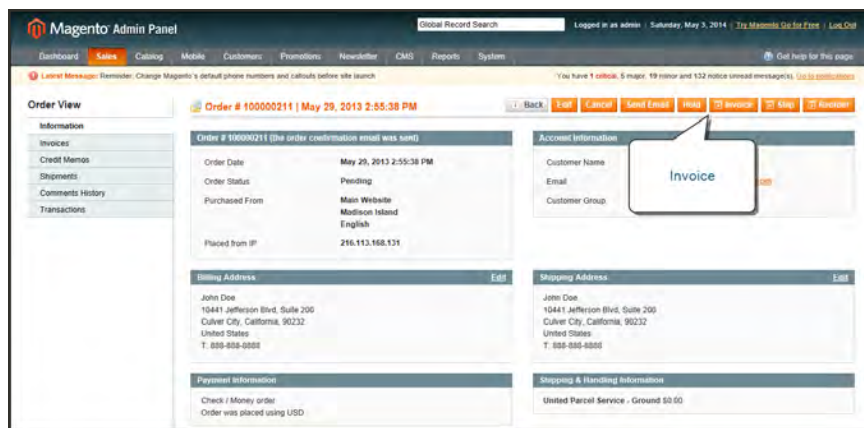 Magento Admin Panel
Global Record Search
Logged in as admin | Saturday, May 3, 2014 | Try Magento Go for Free | Log Out
Dashboard Sales Catalog Mobile Customers Promotions Newsletter CMS Reports System
Get help for this page
Latest Message: Reminder: Change Magento's default phone numbers and callouts before site launch
You have 1 critical, 5 major, 19 minor and 132 notice unread message(s). Go to notifications
Order View
Order # 100000211 | May 29, 2013 2:55:38 PM
Back Edit Cancel Send Email Hold Invoice Ship Reorder
Information
Invoices
Credit Memos
Shipments
Comments History
Transactions
Order # 100000211 (the order confirmation email was sent)
Order Date May 29, 2013 2:55:38 PM
Order Status Pending
Purchased From Main Website
Madison Island
English
Placed from IP 216.113.168.131
Account Information
Customer Name
Email
Customer Group
Invoice
Billing Address Edit
John Doe
10441 Jefferson Blvd, Suite 200
Culver City, California, 90232
United States
T: 888-888-8888
Shipping Address Edit
John Doe
10441 Jefferson Blvd, Suite 200
Culver City, California, 90232
United States
T: 888-888-8888
Payment Information
Check / Money order
Order was placed using USD
Shipping & Handling Information
United Parcel Service - Ground $0.00